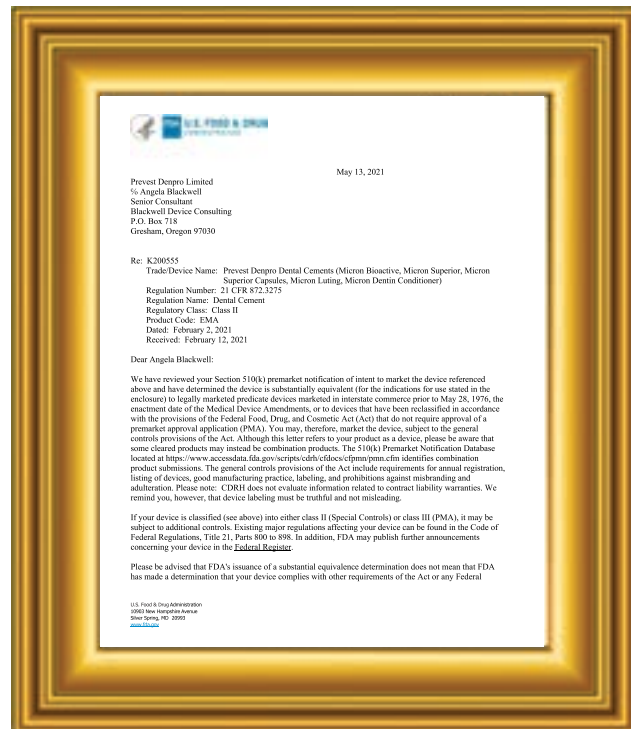 U.S. FOOD & DRUG
ADMINISTRATION
May 13, 2021
Prevest Denpro Limited
℅ Angela Blackwell
Senior Consultant
Blackwell Device Consulting
P.O. Box 718
Gresham, Oregon 97030
Re: K200555
Trade/Device Name: Prevest Denpro Dental Cements (Micron Bioactive, Micron Superior, Micron
Superior Capsules, Micron Luting, Micron Dentin Conditioner)
Regulation Number: 21 CFR 872.3275
Regulation Name: Dental Cement
Regulatory Class: Class II
Product Code: EMA
Dated: February 2, 2021
Received: February 12, 2021
Dear Angela Blackwell:
We have reviewed your Section 510(k) premarket notification of intent to market the device referenced
above and have determined the device is substantially equivalent (for the indications for use stated in the
enclosure) to legally marketed predicate devices marketed in interstate commerce prior to May 28, 1976, the
enactment date of the Medical Device Amendments, or to devices that have been reclassified in accordance
with the provisions of the Federal Food, Drug, and Cosmetic Act (Act) that do not require approval of a
premarket approval application (PMA). You may, therefore, market the device, subject to the general
controls provisions of the Act. Although this letter refers to your product as a device, please be aware that
some cleared products may instead be combination products. The 510(k) Premarket Notification Database
located at https://www.accessdata.fda.gov/scripts/cdrh/cfdocs/cfpmn/pmn.cfm identifies combination
product submissions. The general controls provisions of the Act include requirements for annual registration,
listing of devices, good manufacturing practice, labeling, and prohibitions against misbranding and
adulteration. Please note: CDRH does not evaluate information related to contract liability warranties. We
remind you, however, that device labeling must be truthful and not misleading.
If your device is classified (see above) into either class II (Special Controls) or class III (PMA), it may be
subject to additional controls. Existing major regulations affecting your device can be found in the Code of
Federal Regulations, Title 21, Parts 800 to 898. In addition, FDA may publish further announcements
concerning your device in the Federal Register.
Please be advised that FDA's issuance of a substantial equivalence determination does not mean that FDA
has made a determination that your device complies with other requirements of the Act or any Federal
U.S. Food & Drug Administration
10903 New Hampshire Avenue
Silver Spring, MD 20993
www.fda.gov